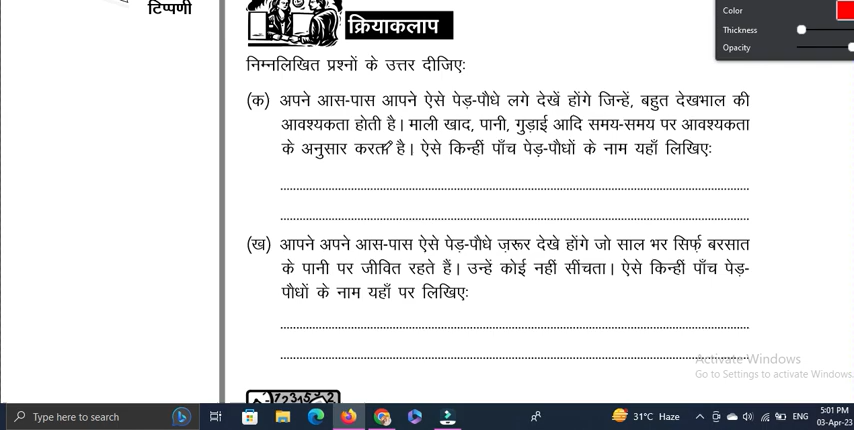 टिप्पणी
क्रियाकलाप
Color
Thickness
Opacity
निम्नलिखित प्रश्नों के उत्तर दीजिए:
(क) अपने आस-पास आपने ऐसे पेड़-पौधे लगे देखें होंगे जिन्हें, बहुत देखभाल की
आवश्यकता होती है। माली खाद, पानी, गुड़ाई आदि समय-समय पर आवश्यकता
के अनुसार करता है। ऐसे किन्हीं पाँच पेड़-पौधों के नाम यहाँ लिखिए:
(ख) आपने अपने आस-पास ऐसे पेड़-पौधे ज़रूर देखे होंगे जो साल भर सिर्फ़ बरसात
के पानी पर जीवित रहते हैं। उन्हें कोई नहीं सींचता। ऐसे किन्हीं पाँच पेड़-
पौधों के नाम यहाँ पर लिखिए:
Activate Windows
Go to Settings to activate Windows.
Type here to search
31°C Haze
ENG
5:01 PM
03-Apr-23